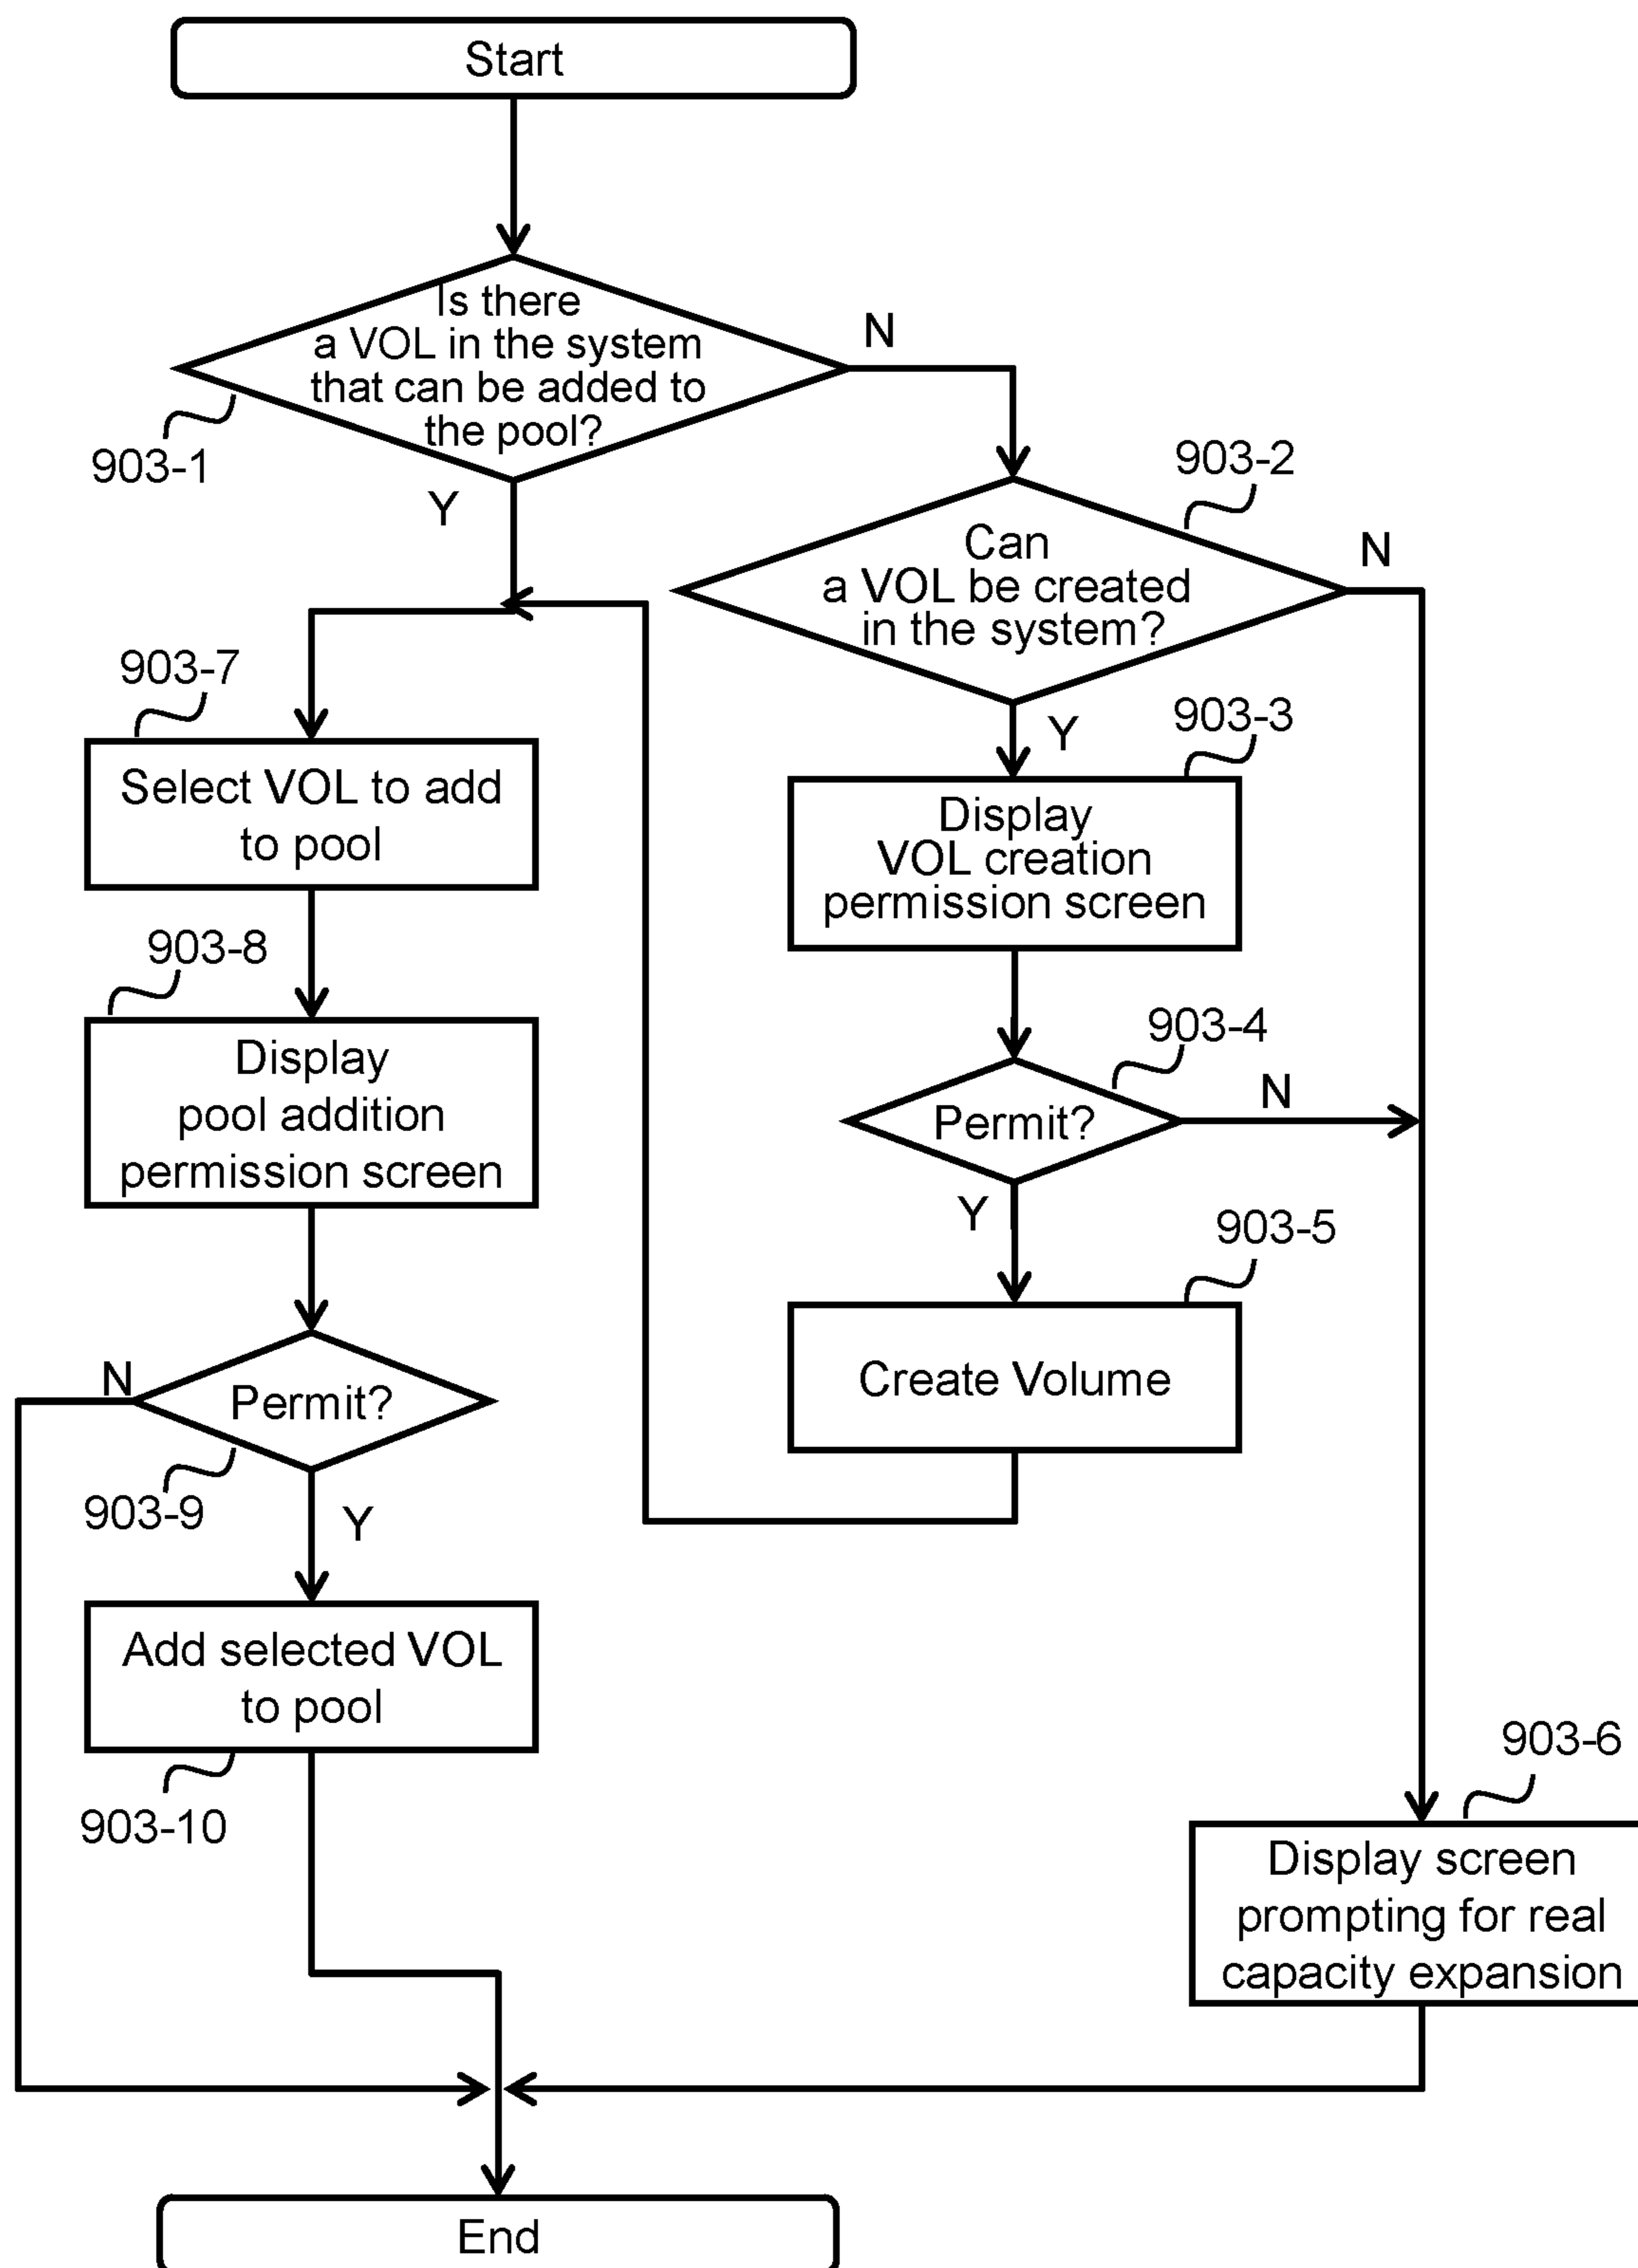 Start
Is there
a VOL in the system
that can be added to
the pool?
N
903-1
Y
903-2
Can
a VOL be created
in the system?
N
903-7
Select VOL to add
to pool
Y
903-3
Display
VOL creation
permission screen
903-8
Display
pool addition
permission screen
903-4
Permit?
N
Y
903-5
Create Volume
N
Permit?
903-9
Y
Add selected VOL
to pool
903-10
903-6
Display screen
prompting for real
capacity expansion
End